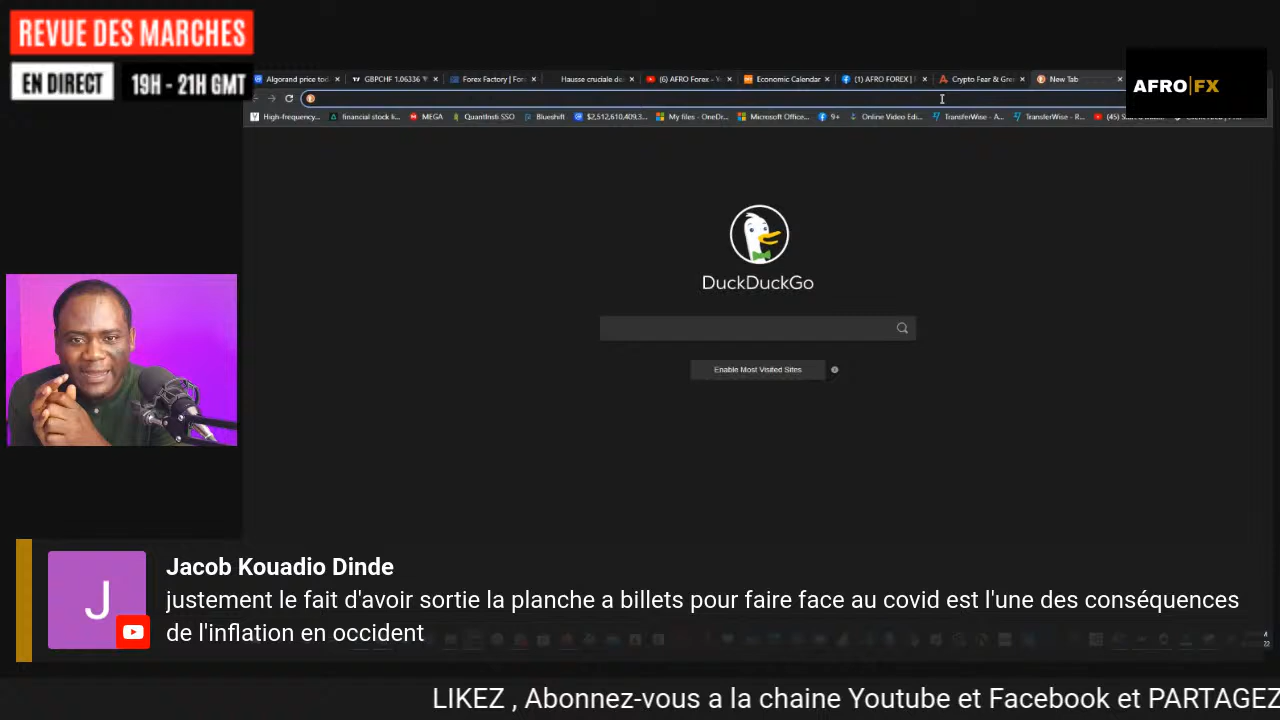 REVUE DES MARCHES
EN DIRECT
19H - 21H GMT
AFRO|FX
Algorand price tod
GBPCHF 1.06336
Forex Factory | For
Hausse cruciale de
(6) AFRO Forex - Y
Economic Calendar
(1) AFRO FOREX |
Crypto Fear & Gre
New Tab
High-frequency...
financial stock li...
MEGA
QuantInsti SSO
Blueshift
$2,512,610,409.3...
My files - OneDr...
Microsoft Office...
9+
Online Video Edi...
TransferWise - A...
TransferWise - R...
DuckDuckGo
Enable Most Visited Sites
J
Jacob Kouadio Dinde
justement le fait d'avoir sortie la planche a billets pour faire face au covid est l'une des conséquences
de l'inflation en occident
LIKEZ , Abonnez-vous a la chaine Youtube et Facebook et PARTAGEZ